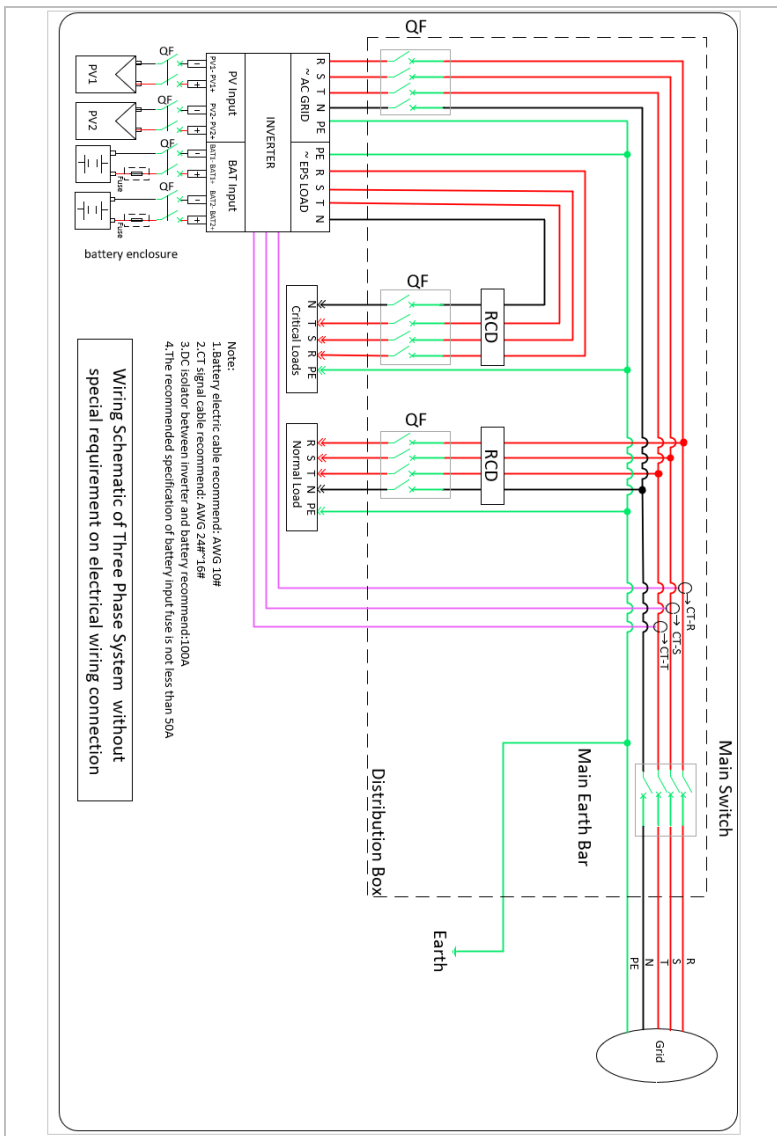 QF
PV1
PV2
QF
QF
QF
QF
Fuse
Fuse
battery enclosure
PV1- PV1+
PV2- PV2+
BAT1- BAT1+
BAT2- BAT2+
−
+
−
+
−
+
−
+
PV Input
BAT Input
INVERTER
~ AC GRID
~ EPS LOAD
R
S
T
N
PE
PE
R
S
T
N
QF
RCD
N
T
S
R
PE
Critical Loads
QF
RCD
R
S
T
N
PE
Normal Load
CT-R
CT-S
CT-T
Main Switch
Main Earth Bar
Distribution Box
Earth
R
S
T
N
PE
Grid
Note:
1.Battery electric cable recommend: AWG 10#
2.CT signal cable recommend: AWG 24#~16#
3.DC isolator between inverter and battery recommend:100A
4.The recommended specification of battery input fuse is not less than 50A
Wiring Schematic of Three Phase System without
special requirement on electrical wiring connection